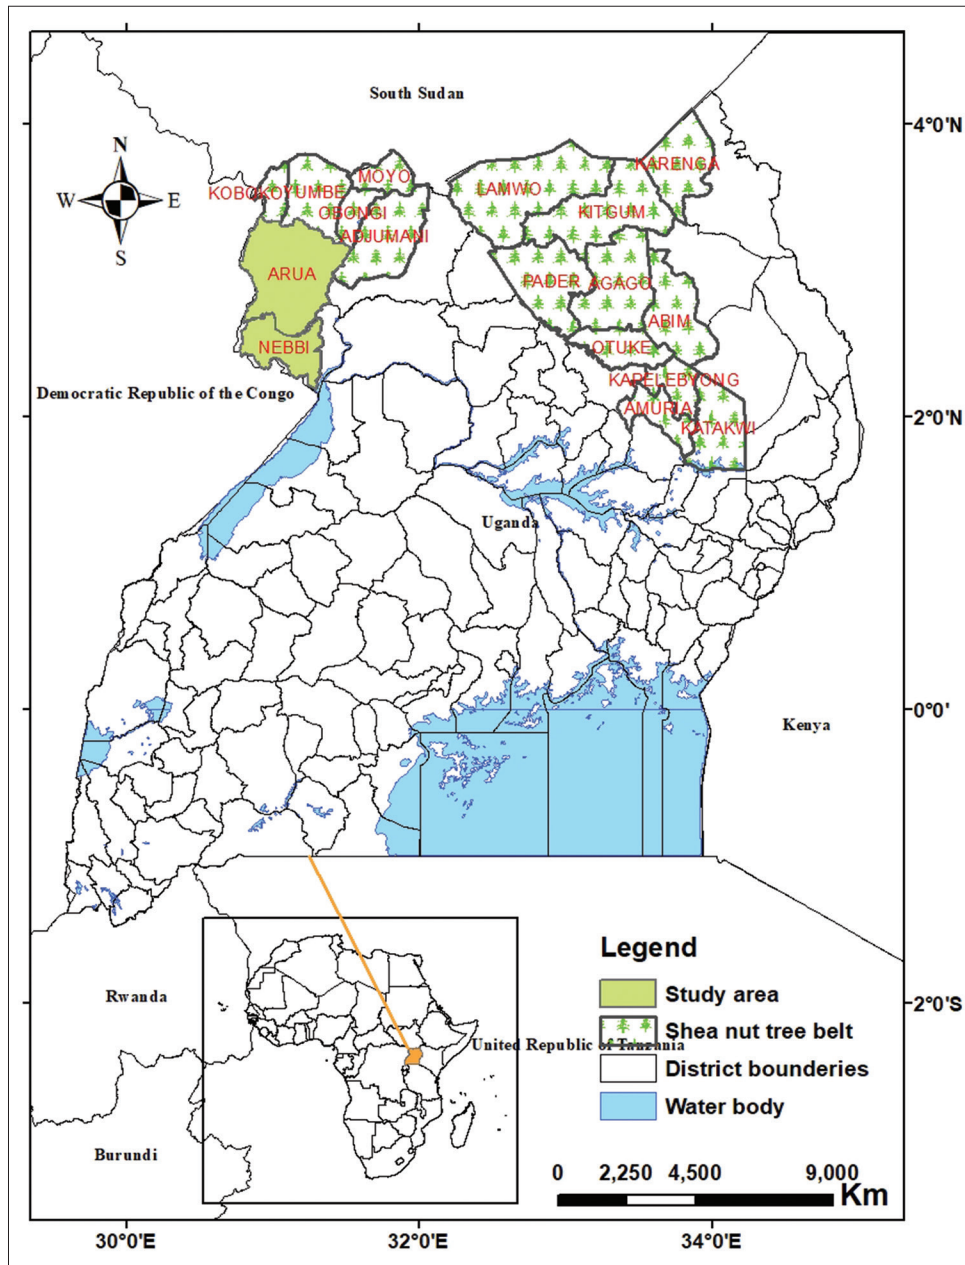 South Sudan
4°0'N
N
W
E
S
KARENGA
MOYO
KOBOKO
YUMBE
LAMWO
OBONGI
KITGUM
ADJUMANI
ARUA
PADER
AGAGO
ABIM
NEBBI
OTUKE
KAPELEBYONG
Democratic Republic of the Congo
AMURIA
2°0'N
KATAKWI
Uganda
0°0'
Kenya
Legend
Rwanda
Study area
2°0'S
Shea nut tree belt
United Republic of Tanzania
District bounderies
Water body
Burundi
0 2,250 4,500 9,000
Km
30°0'E 32°0'E 34°0'E